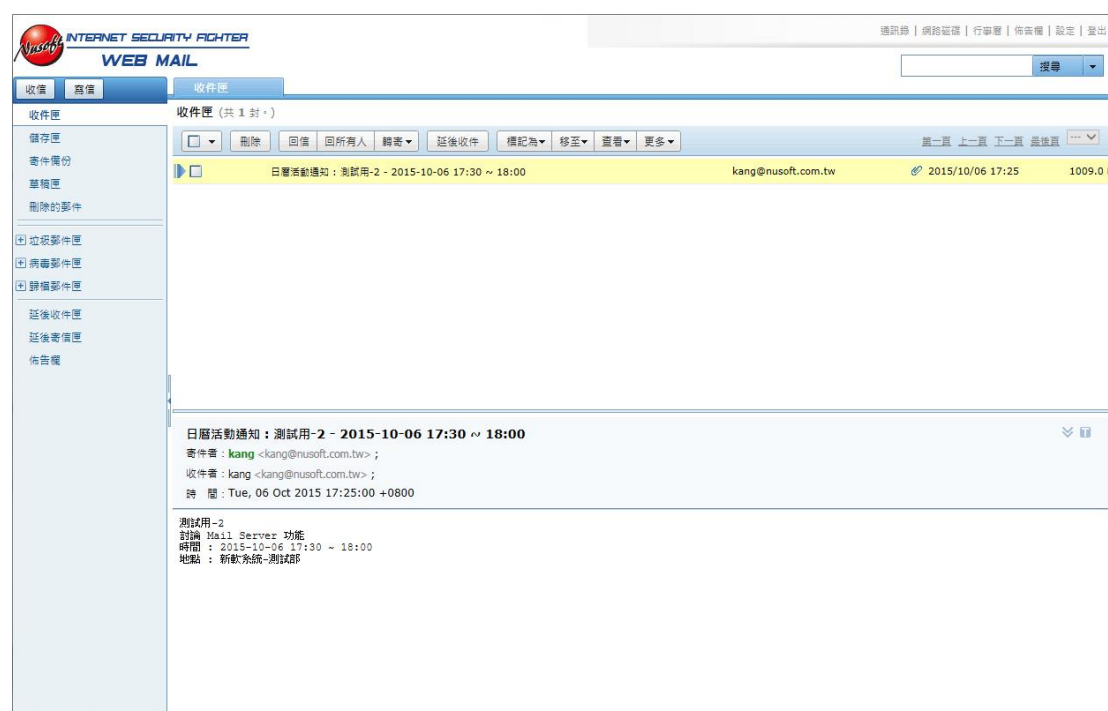 Nusoft INTERNET SECURITY FIGHTER
WEB MAIL
通訊錄 | 網路磁碟 | 行事曆 | 佈告欄 | 設定 | 登出
搜尋
收信 寫信
收件匣
收件匣
儲存匣
寄件備份
草稿匣
刪除的郵件
垃圾郵件匣
病毒郵件匣
歸檔郵件匣
延後收件匣
延後寄信匣
佈告欄
收件匣 (共 1 封。)
刪除 回信 回所有人 轉寄 延後收件 標記為 移至 查看 更多 第一頁 上一頁 下一頁 最後頁 ---
日曆活動通知：測試用-2 - 2015-10-06 17:30 ~ 18:00 kang@nusoft.com.tw 2015/10/06 17:25 1009.0
日曆活動通知：測試用-2 - 2015-10-06 17:30 ~ 18:00
寄件者：kang <kang@nusoft.com.tw> ;
收件者：kang <kang@nusoft.com.tw> ;
時 間：Tue, 06 Oct 2015 17:25:00 +0800
測試用-2
討論 Mail Server 功能
時間 : 2015-10-06 17:30 ~ 18:00
地點 : 新軟系統-測試部